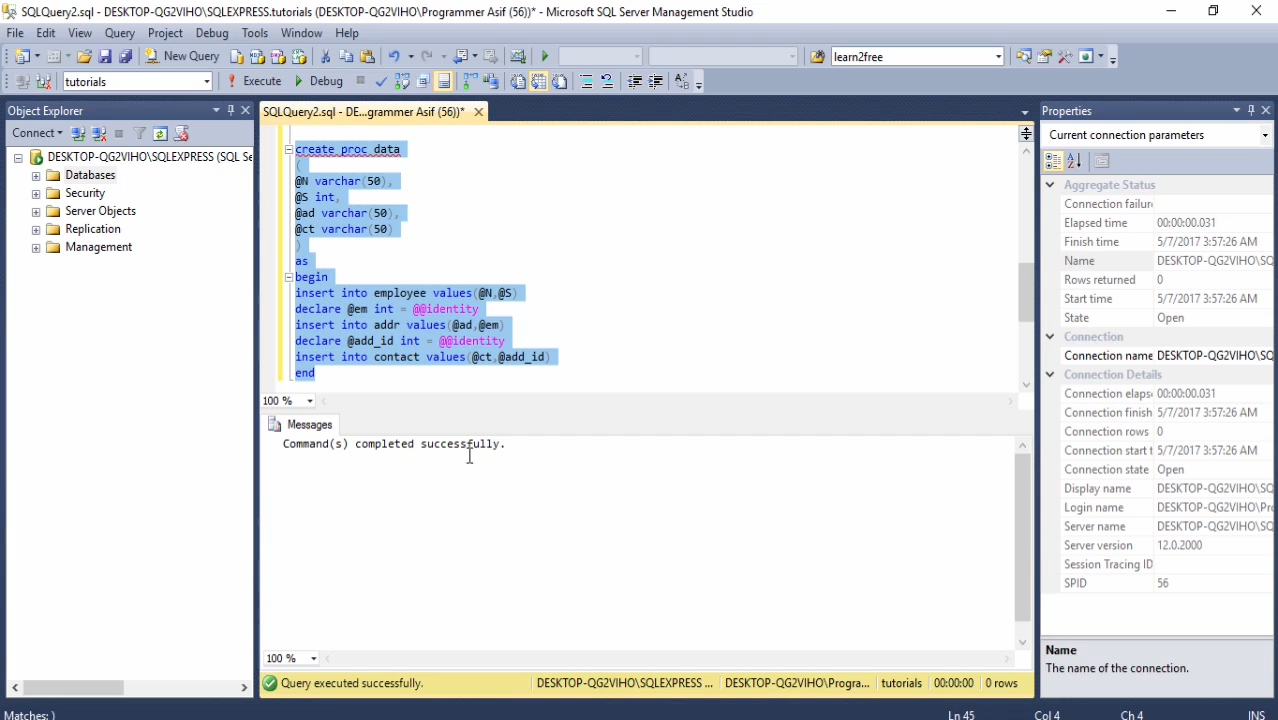 SQLQuery2.sql - DESKTOP-QG2VIHO\SQLEXPRESS.tutorials (DESKTOP-QG2VIHO\Programmer Asif (56))* - Microsoft SQL Server Management Studio
File Edit View Query Project Debug Tools Window Help
New Query learn2free
tutorials Execute Debug
Object Explorer
Connect
DESKTOP-QG2VIHO\SQLEXPRESS (SQL Se
Databases
Security
Server Objects
Replication
Management
SQLQuery2.sql - DE...grammer Asif (56))*
create proc data
(
@N varchar(50),
@S int,
@ad varchar(50),
@ct varchar(50)
)
as
begin
insert into employee values(@N,@S)
declare @em int = @@identity
insert into addr values(@ad,@em)
declare @add_id int = @@identity
insert into contact values(@ct,@add_id)
end
100 %
Messages
Command(s) completed successfully.
100 %
Query executed successfully. DESKTOP-QG2VIHO\SQLEXPRESS ... DESKTOP-QG2VIHO\Progra... tutorials 00:00:00 0 rows
Properties
Current connection parameters
Aggregate Status
Connection failure
Elapsed time 00:00:00.031
Finish time 5/7/2017 3:57:26 AM
Name DESKTOP-QG2VIHO\SQ
Rows returned 0
Start time 5/7/2017 3:57:26 AM
State Open
Connection
Connection name DESKTOP-QG2VIHO\SQ
Connection Details
Connection elaps 00:00:00.031
Connection finish 5/7/2017 3:57:26 AM
Connection rows 0
Connection start t 5/7/2017 3:57:26 AM
Connection state Open
Display name DESKTOP-QG2VIHO\SQ
Login name DESKTOP-QG2VIHO\Pro
Server name DESKTOP-QG2VIHO\SQ
Server version 12.0.2000
Session Tracing ID
SPID 56
Name
The name of the connection.
Matches: ) Ln 45 Col 4 Ch 4 INS